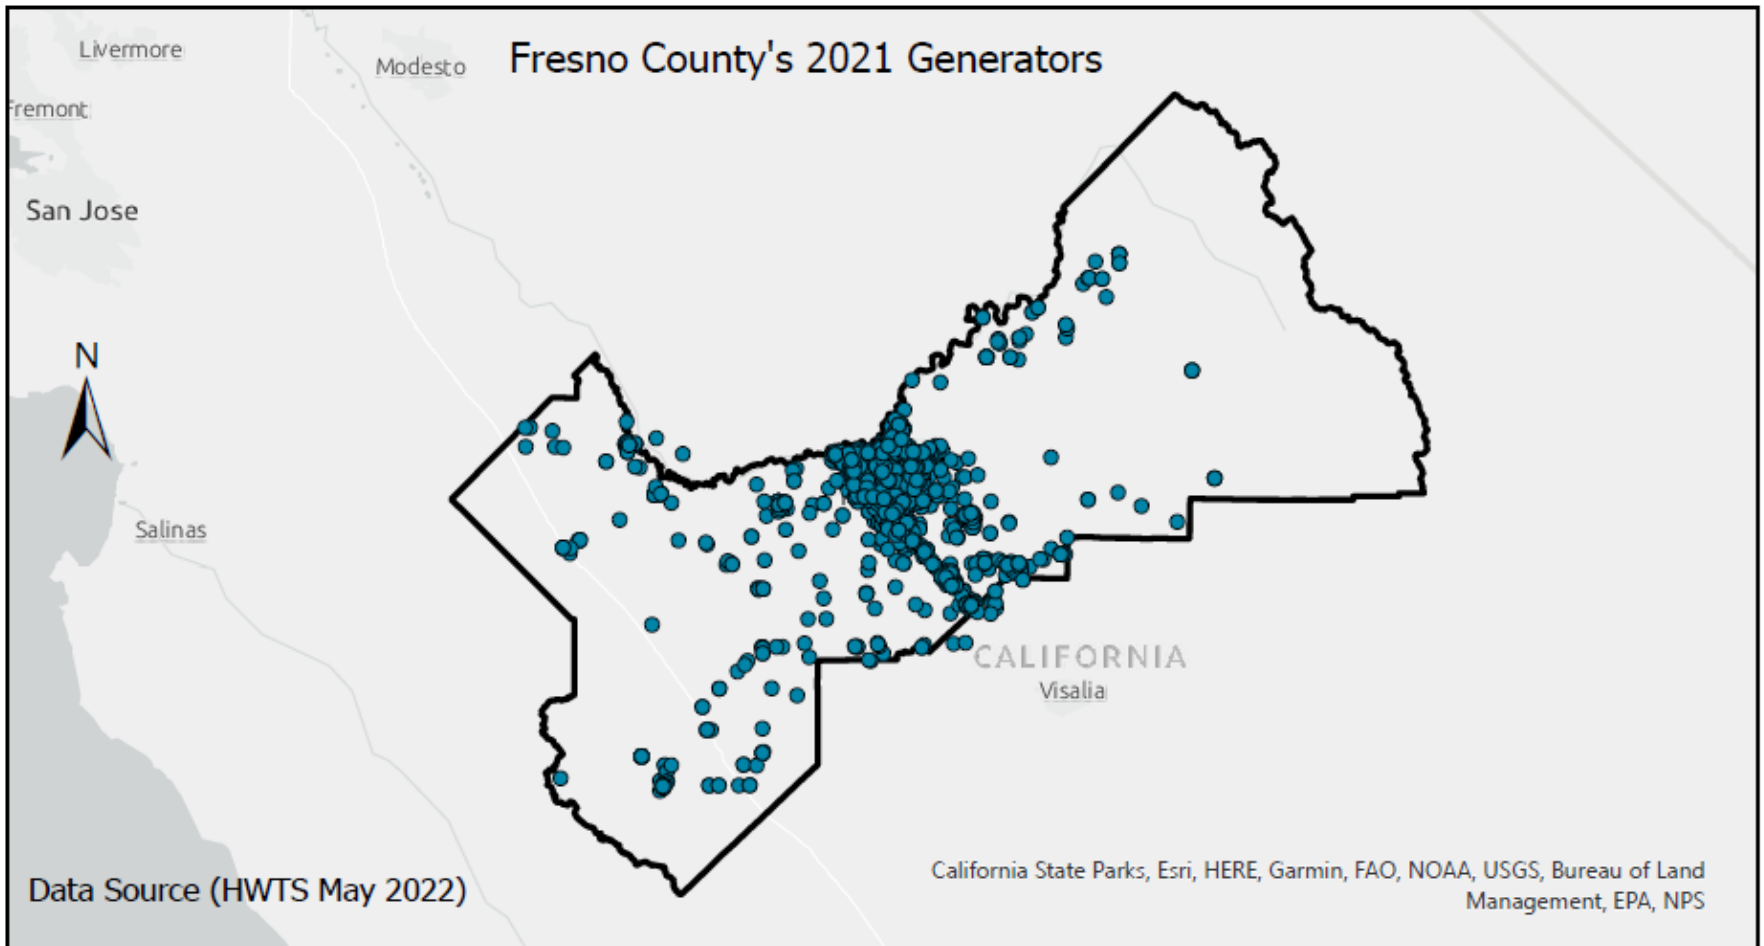 Fresno County's 2021 Generators
Livermore
Modesto
Fremont
San Jose
N
Salinas
CALIFORNIA
Visalia
Data Source (HWTS May 2022)
California State Parks, Esri, HERE, Garmin, FAO, NOAA, USGS, Bureau of Land
Management, EPA, NPS